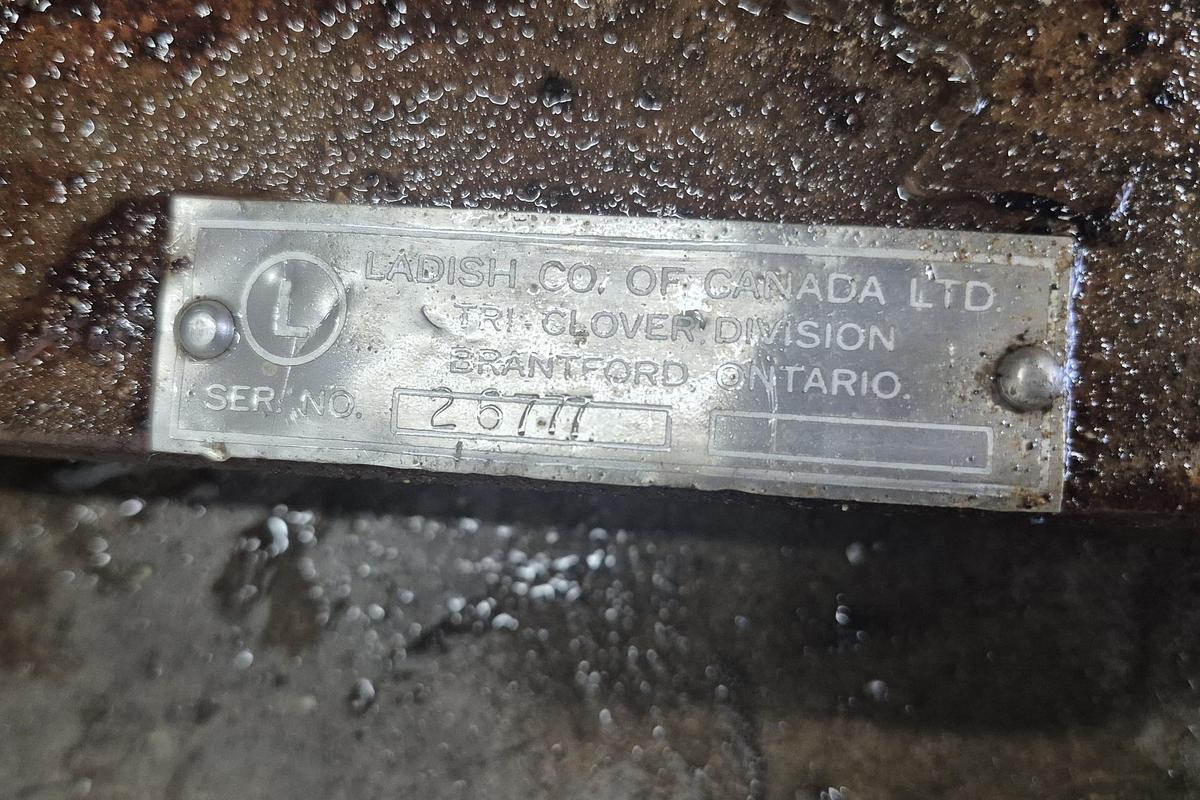 L
LADISH CO. OF CANADA LTD.
TRI-CLOVER DIVISION
BRANTFORD, ONTARIO.
SER. NO. 26777